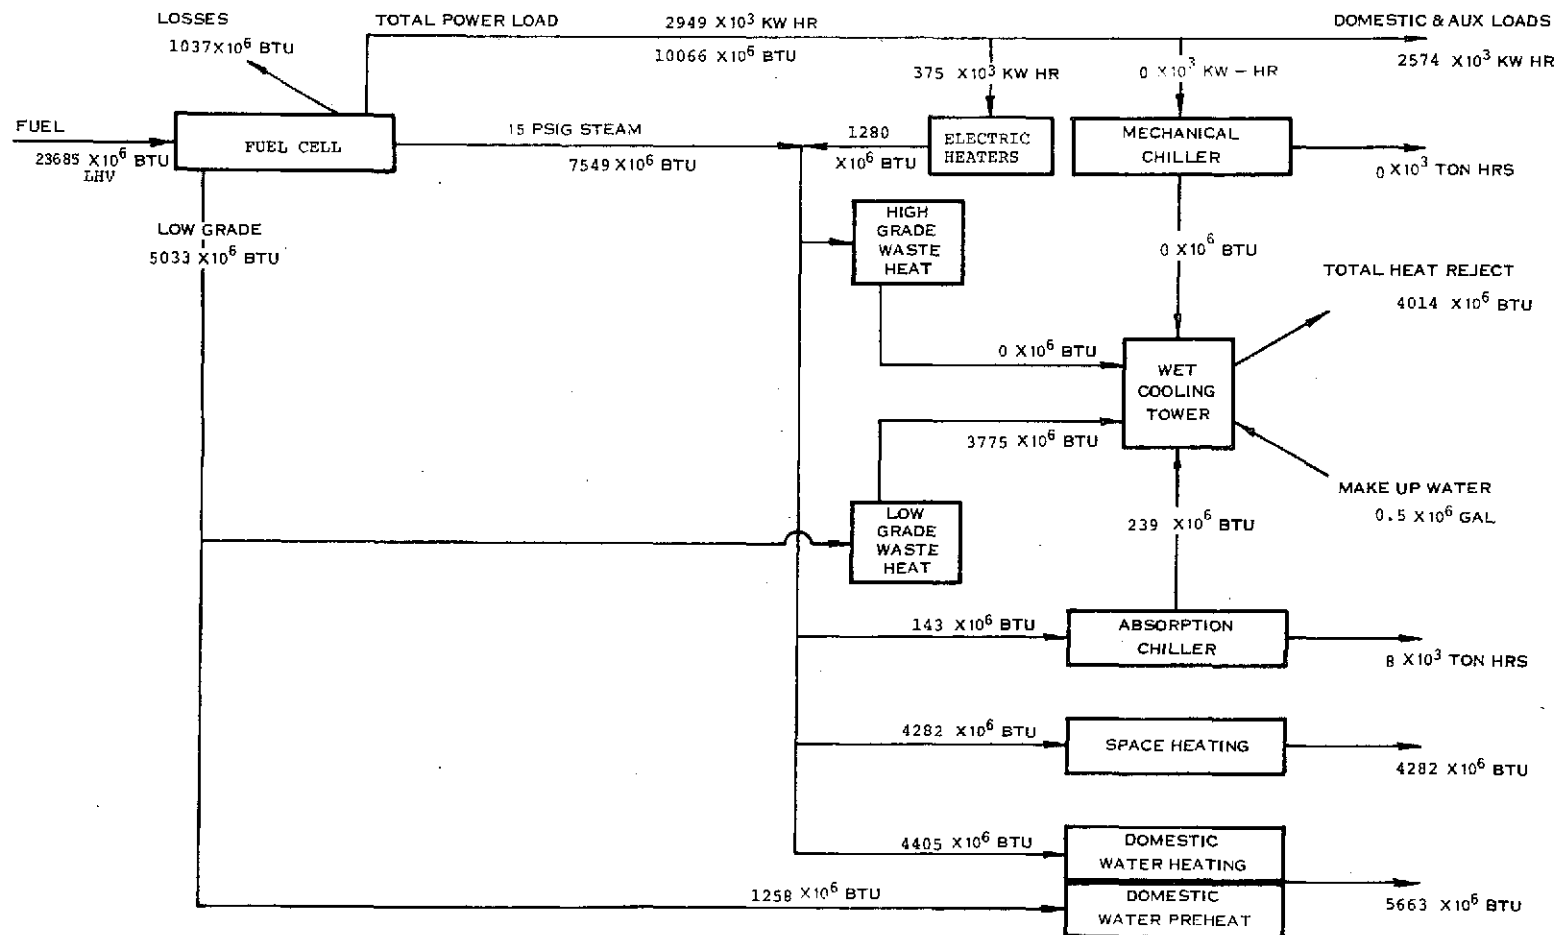 LOSSES
1037X10⁶ BTU
TOTAL POWER LOAD
2949 X10³ KW HR
10066 X10⁶ BTU
DOMESTIC & AUX LOADS
2574 X10³ KW HR
375 X10³ KW HR
0 X10³ KW - HR
FUEL
23685 X10⁶ BTU
LHV
FUEL CELL
15 PSIG STEAM
7549 X10⁶ BTU
1280
X10⁶ BTU
ELECTRIC
HEATERS
MECHANICAL
CHILLER
0 X10³ TON HRS
LOW GRADE
5033 X10⁶ BTU
HIGH
GRADE
WASTE
HEAT
0 X10⁶ BTU
TOTAL HEAT REJECT
4014 X10⁶ BTU
0 X10⁶ BTU
WET
COOLING
TOWER
3775 X10⁶ BTU
MAKE UP WATER
0.5 X10⁶ GAL
LOW
GRADE
WASTE
HEAT
239 X10⁶ BTU
143 X10⁶ BTU
ABSORPTION
CHILLER
8 X10³ TON HRS
4282 X10⁶ BTU
SPACE HEATING
4282 X10⁶ BTU
4405 X10⁶ BTU
DOMESTIC
WATER HEATING
1258 X10⁶ BTU
DOMESTIC
WATER PREHEAT
5663 X10⁶ BTU